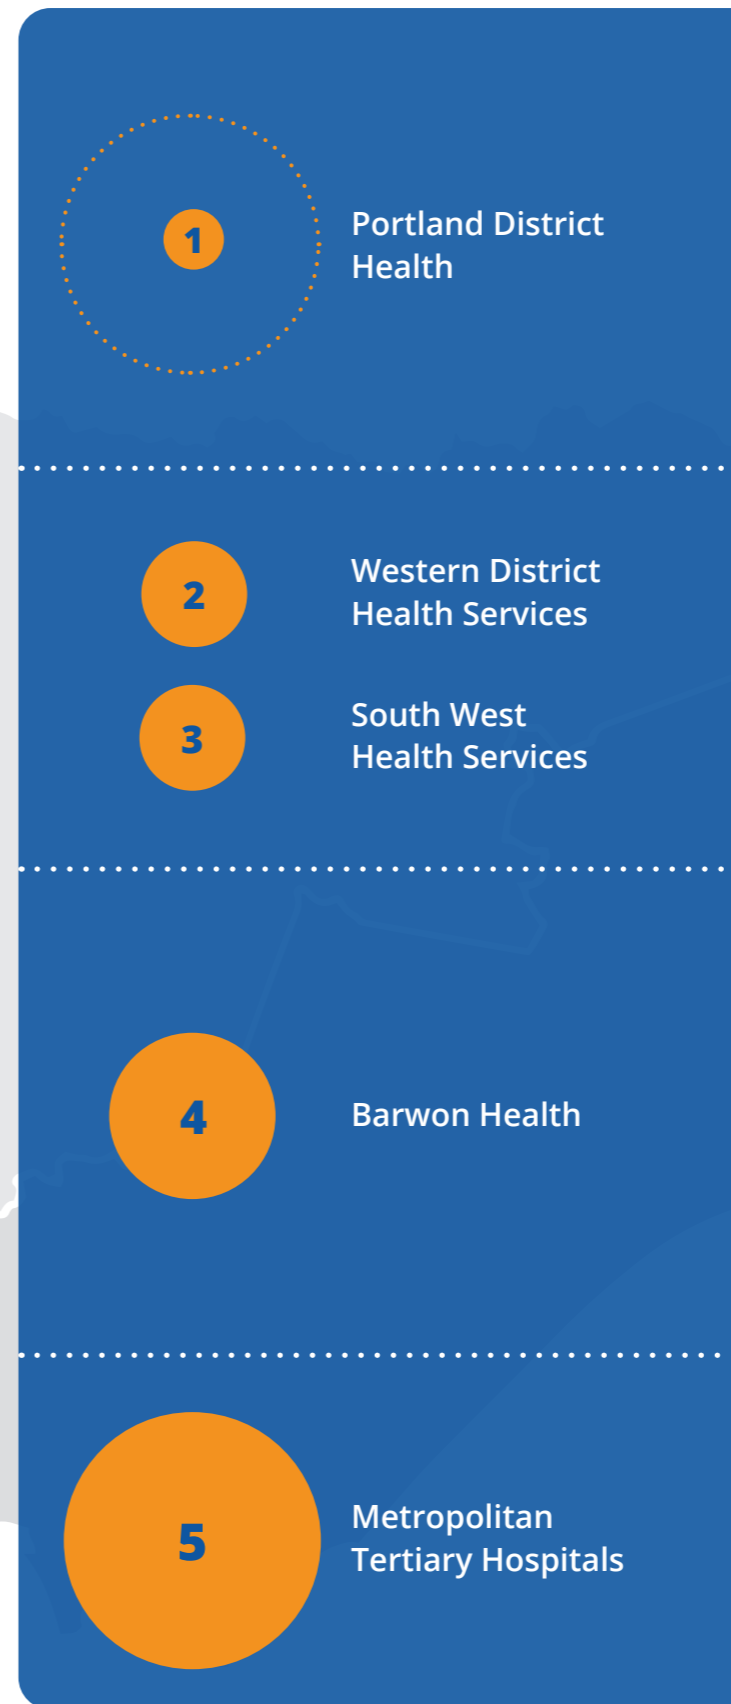 1
Portland District
Health
2
Western District
Health Services
3
South West
Health Services
4
Barwon Health
5
Metropolitan
Tertiary Hospitals